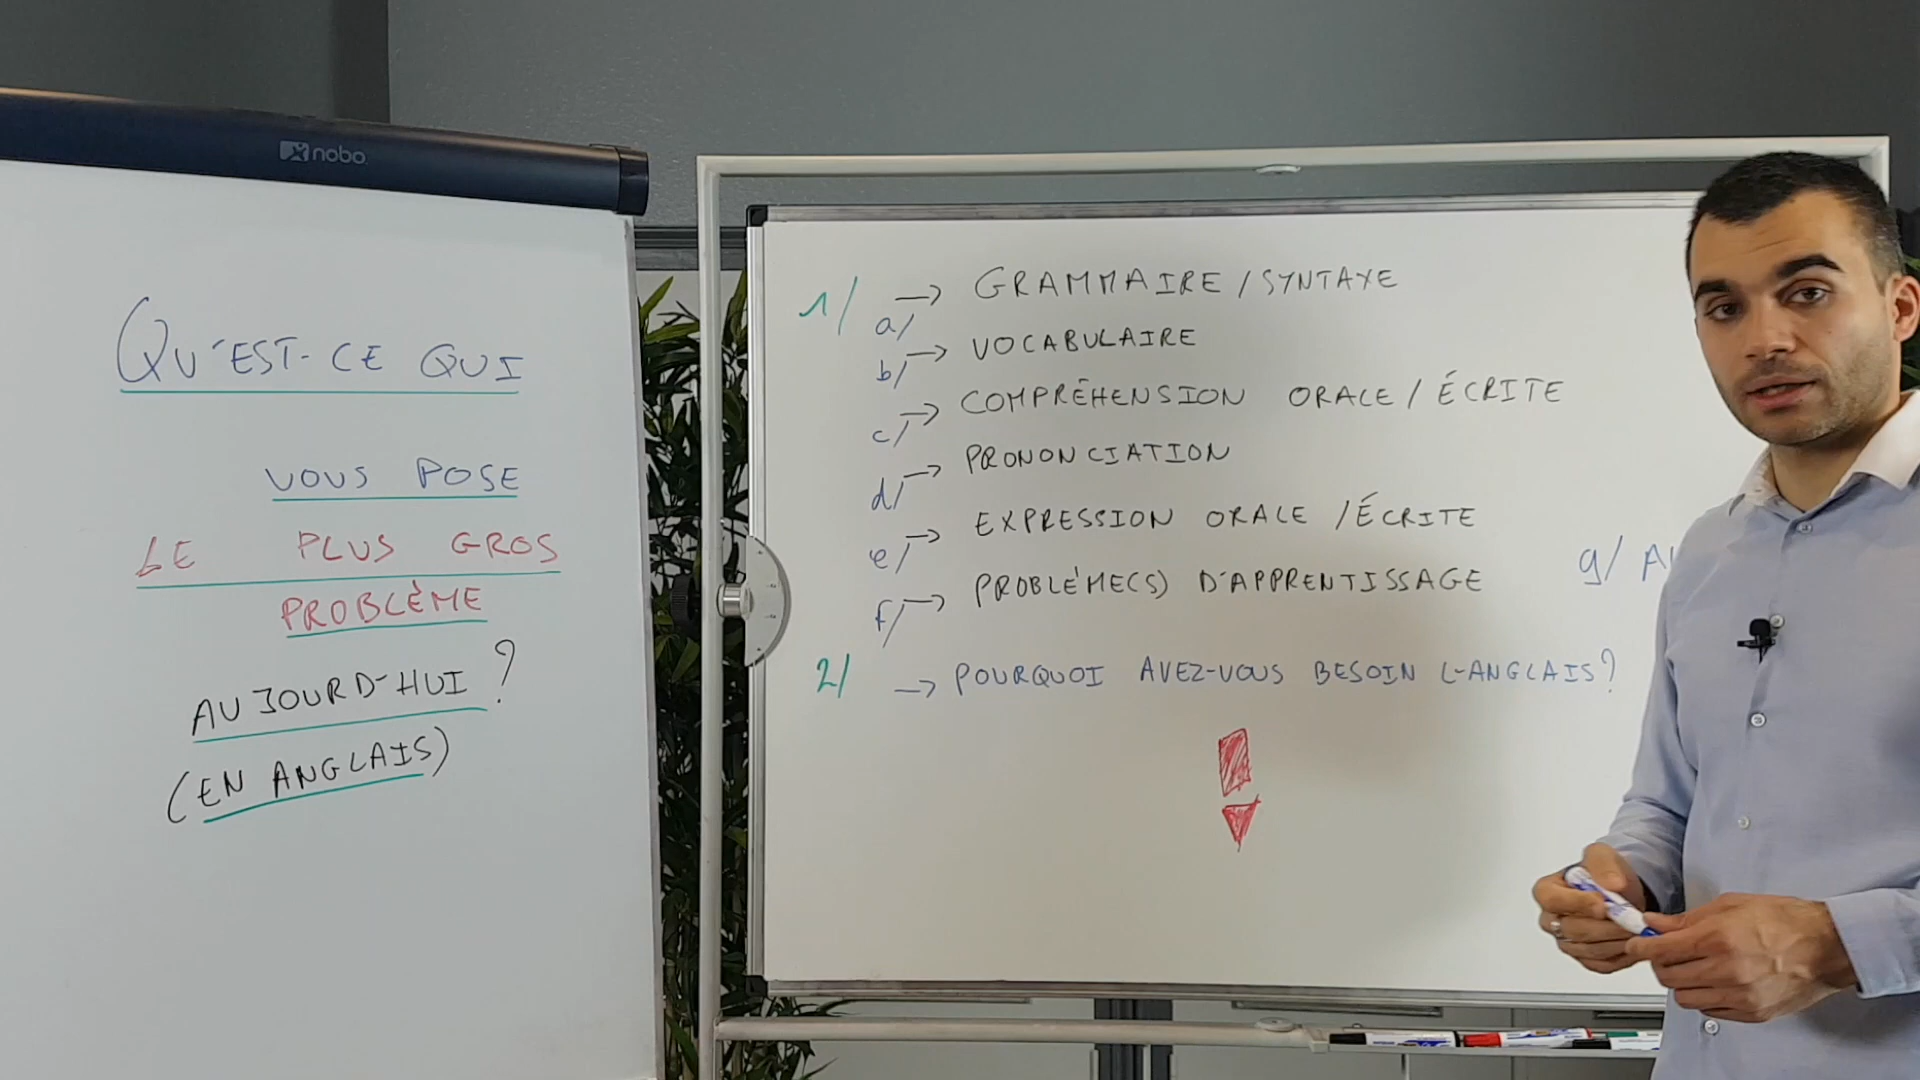 nobo
QU'EST-CE QUI
VOUS POSE
LE PLUS GROS
PROBLÈME
AUJOURD'HUI ?
(EN ANGLAIS)
1/ a/ → GRAMMAIRE / SYNTAXE
b/ → VOCABULAIRE
c/ → COMPRÉHENSION ORALE / ÉCRITE
d/ → PRONONCIATION
e/ → EXPRESSION ORALE / ÉCRITE
f/ → PROBLÈME(S) D'APPRENTISSAGE
g/
2/ → POURQUOI AVEZ-VOUS BESOIN L-ANGLAIS?